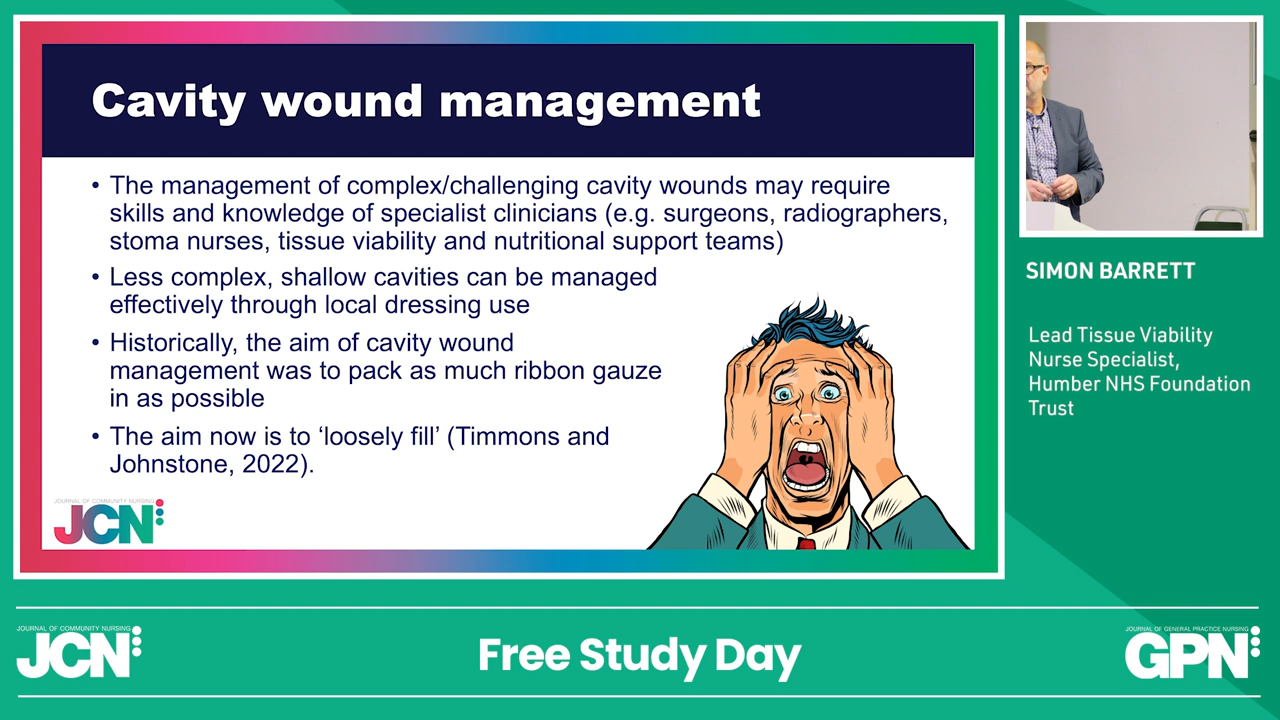 Cavity wound management
• The management of complex/challenging cavity wounds may require
skills and knowledge of specialist clinicians (e.g. surgeons, radiographers,
stoma nurses, tissue viability and nutritional support teams)
• Less complex, shallow cavities can be managed
effectively through local dressing use
• Historically, the aim of cavity wound
management was to pack as much ribbon gauze
in as possible
• The aim now is to ‘loosely fill’ (Timmons and
Johnstone, 2022).
JOURNAL OF COMMUNITY NURSING
JCN
SIMON BARRETT
Lead Tissue Viability
Nurse Specialist,
Humber NHS Foundation
Trust
JOURNAL OF COMMUNITY NURSING
JCN
Free Study Day
JOURNAL OF GENERAL PRACTICE NURSING
GPN